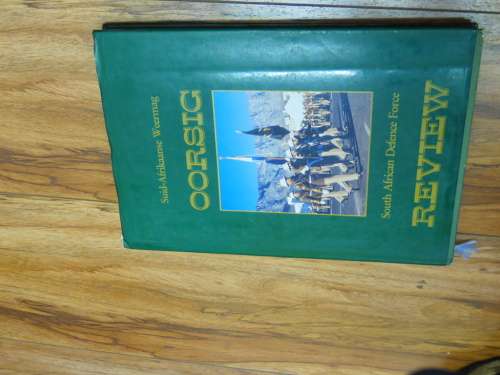 Suid-Afrikaanse Weermag
OORSIG
South African Defence Force
REVIEW